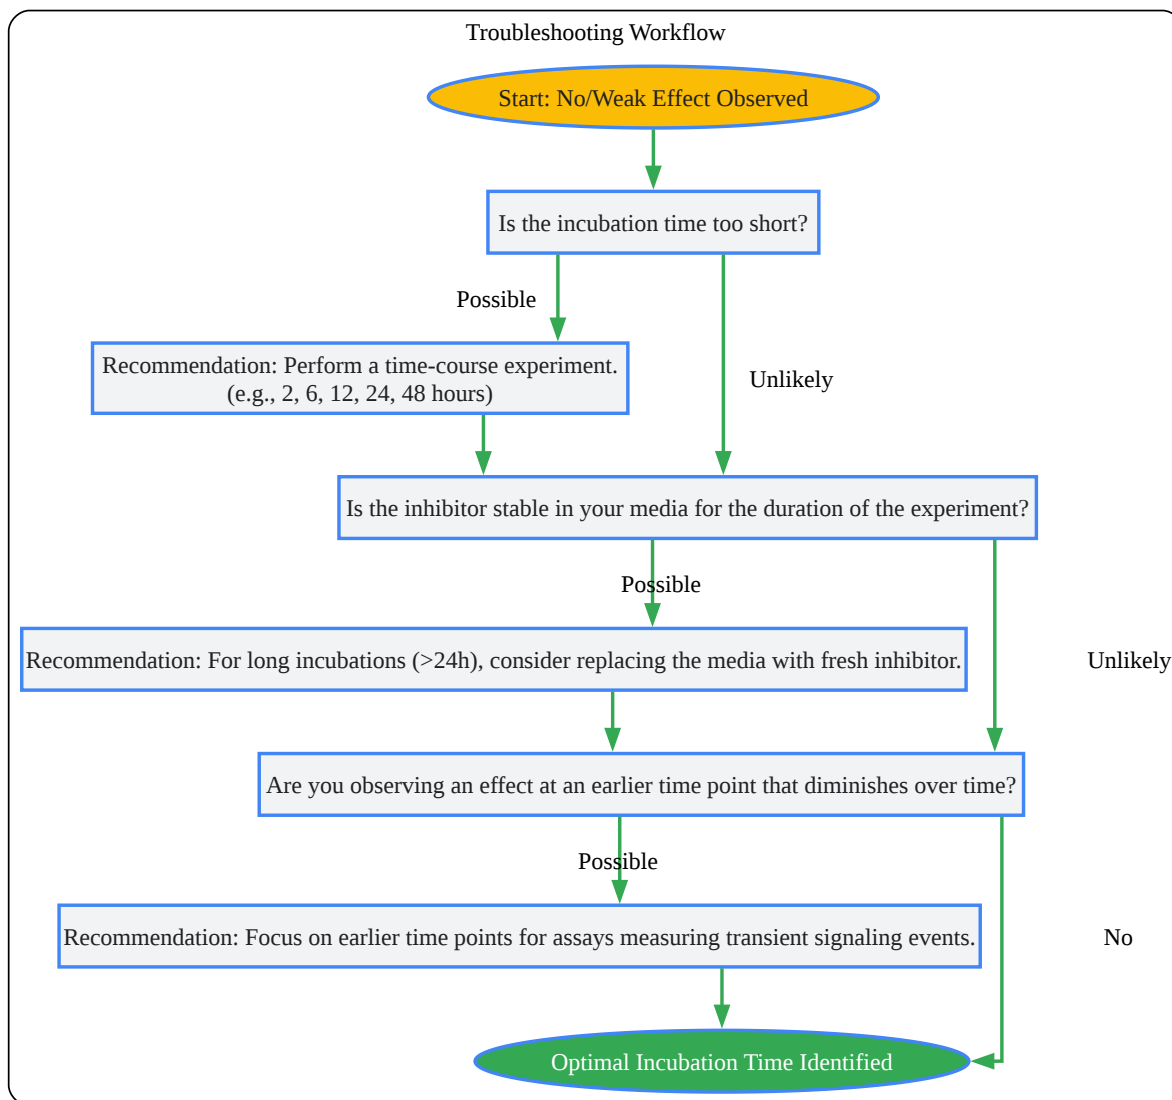 Troubleshooting Workflow
Start: No/Weak Effect Observed
Is the incubation time too short?
Possible
Recommendation: Perform a time-course experiment.
(e.g., 2, 6, 12, 24, 48 hours)
Unlikely
Is the inhibitor stable in your media for the duration of the experiment?
Possible
Recommendation: For long incubations (>24h), consider replacing the media with fresh inhibitor.
Unlikely
Are you observing an effect at an earlier time point that diminishes over time?
Possible
Recommendation: Focus on earlier time points for assays measuring transient signaling events.
No
Optimal Incubation Time Identified